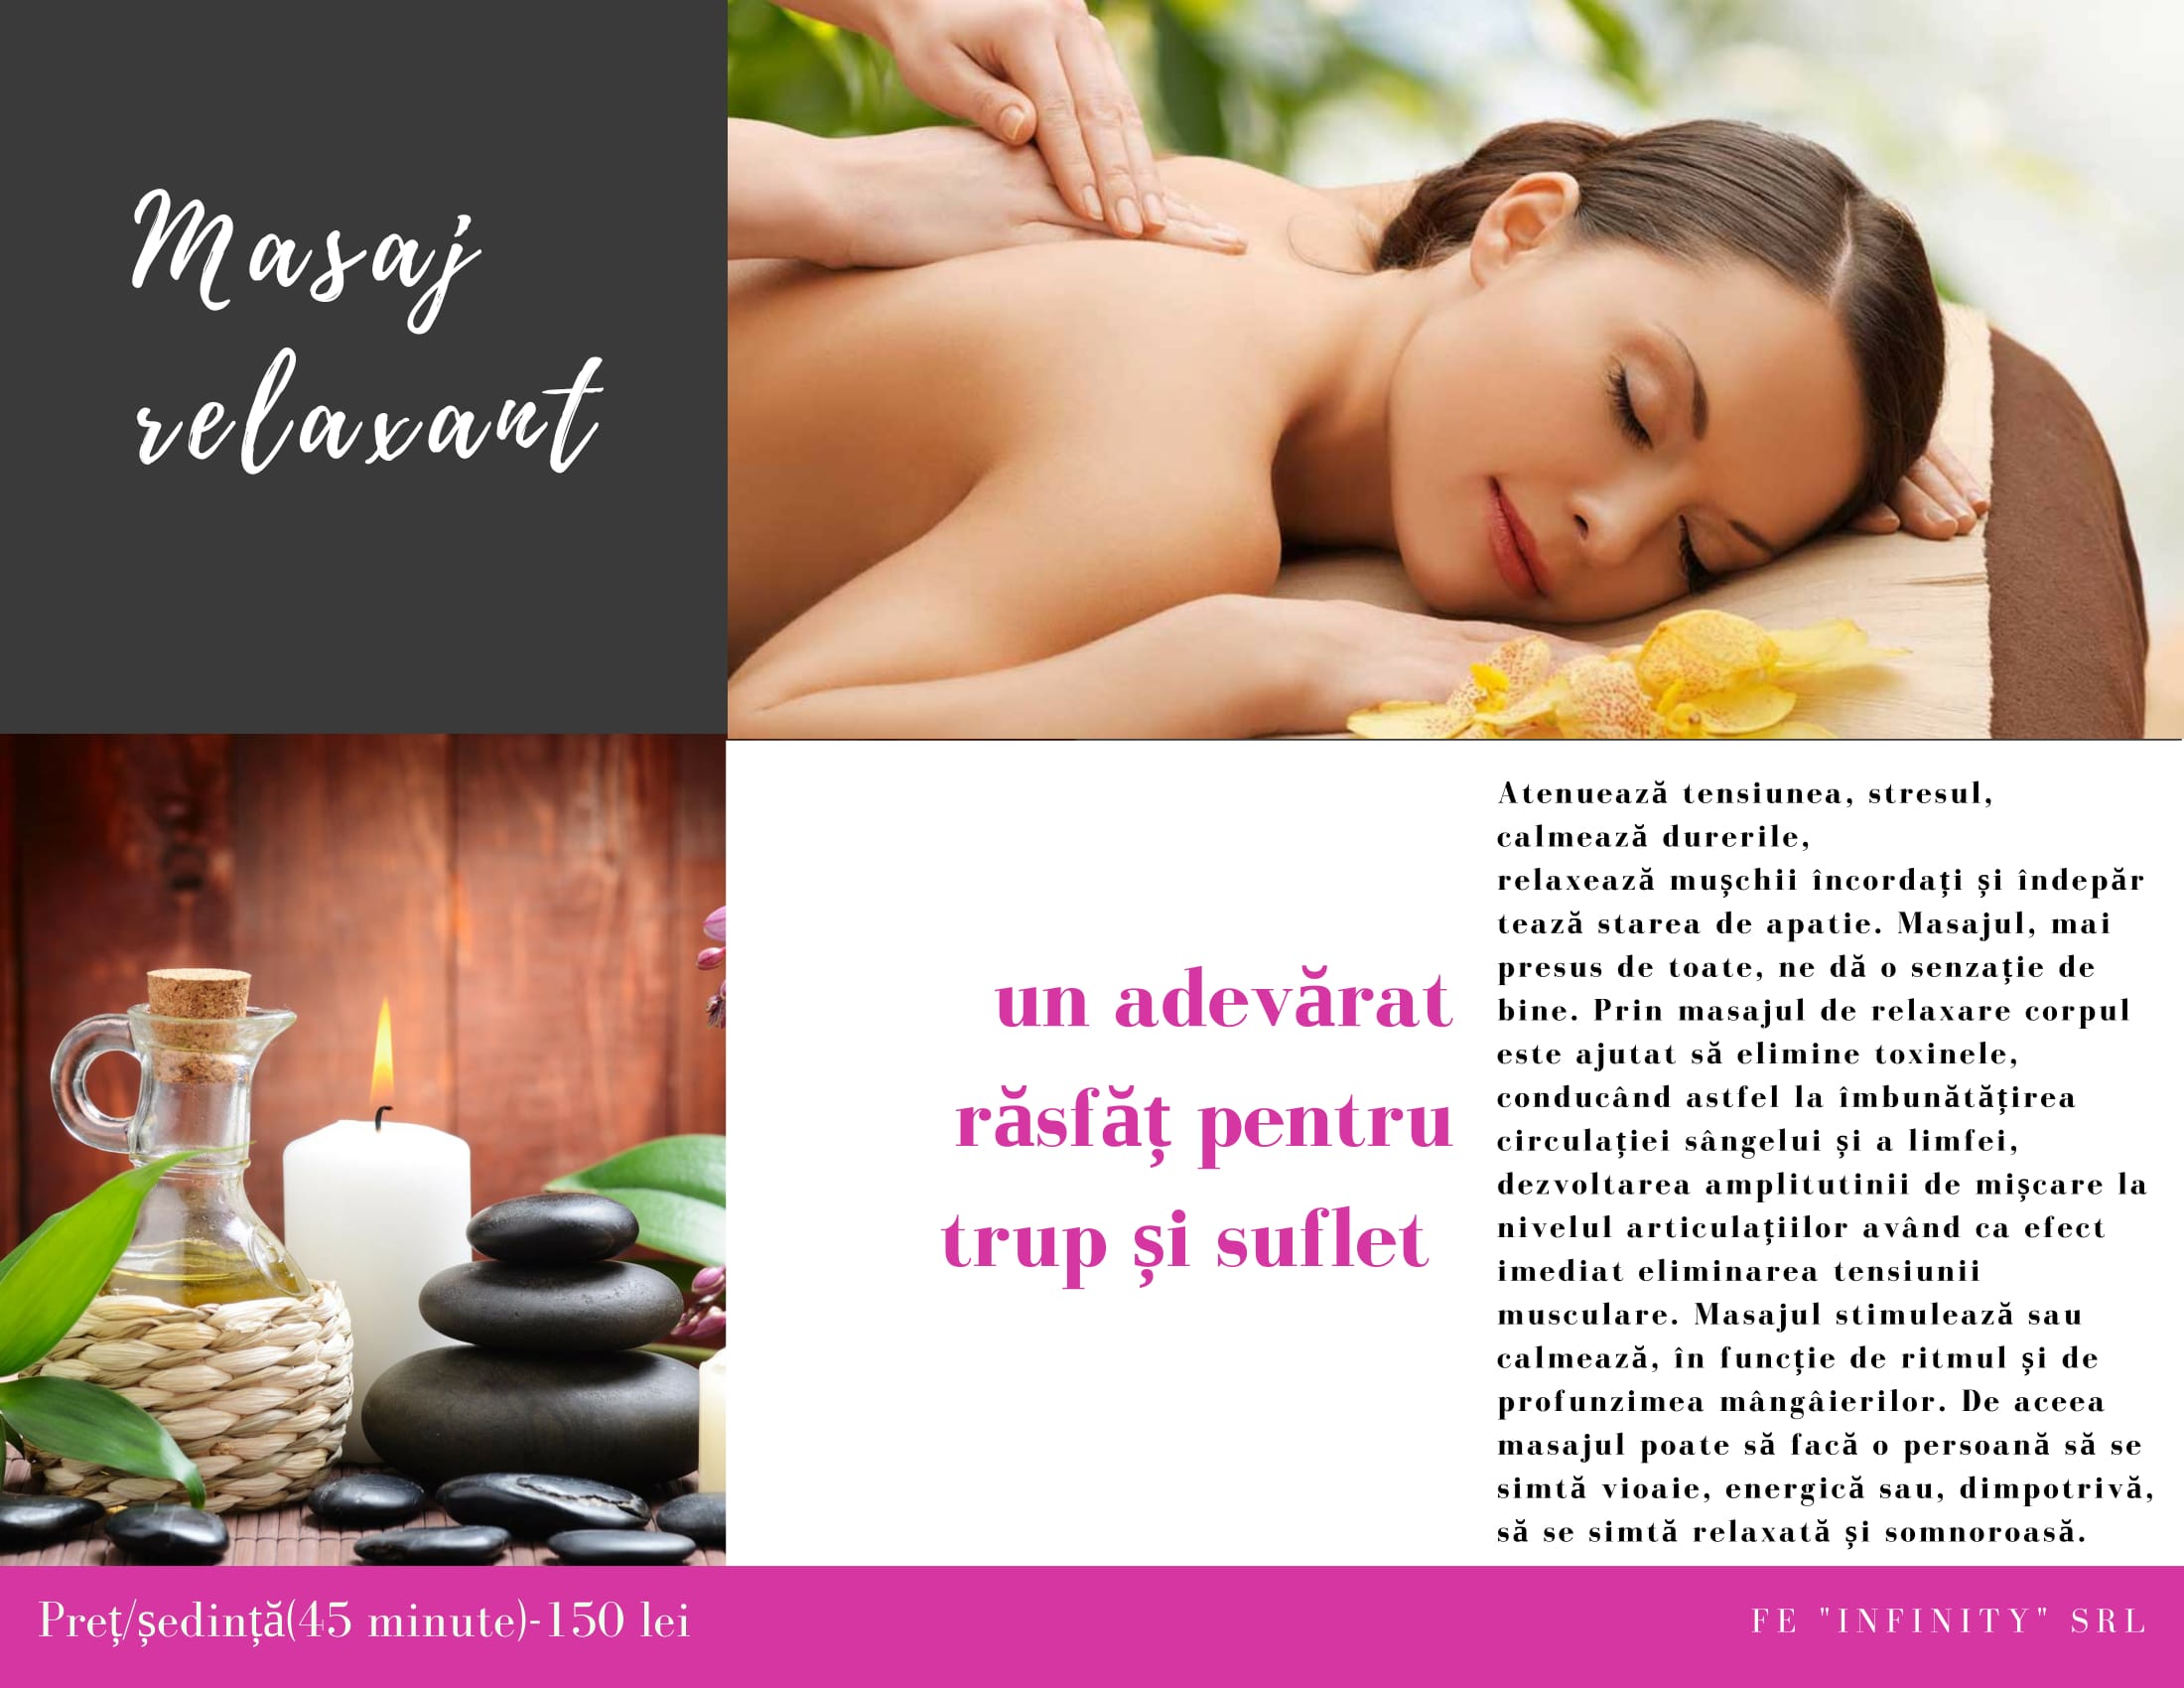 Masaj
relaxant
un adevărat
răsfăț pentru
trup și suflet
Atenuează tensiunea, stresul,
calmează durerile,
relaxează mușchii încordați și îndepăr
tează starea de apatie. Masajul, mai
presus de toate, ne dă o senzație de
bine. Prin masajul de relaxare corpul
este ajutat să elimine toxinele,
conducând astfel la îmbunătățirea
circulației sângelui și a limfei,
dezvoltarea amplitutinii de mișcare la
nivelul articulațiilor având ca efect
imediat eliminarea tensiunii
musculare. Masajul stimulează sau
calmează, în funcție de ritmul și de
profunzimea mângâierilor. De aceea
masajul poate să facă o persoană să se
simtă vioaie, energică sau, dimpotrivă,
să se simtă relaxată și somnoroasă.
Preț/ședință(45 minute)-150 lei
FE "INFINITY" SRL